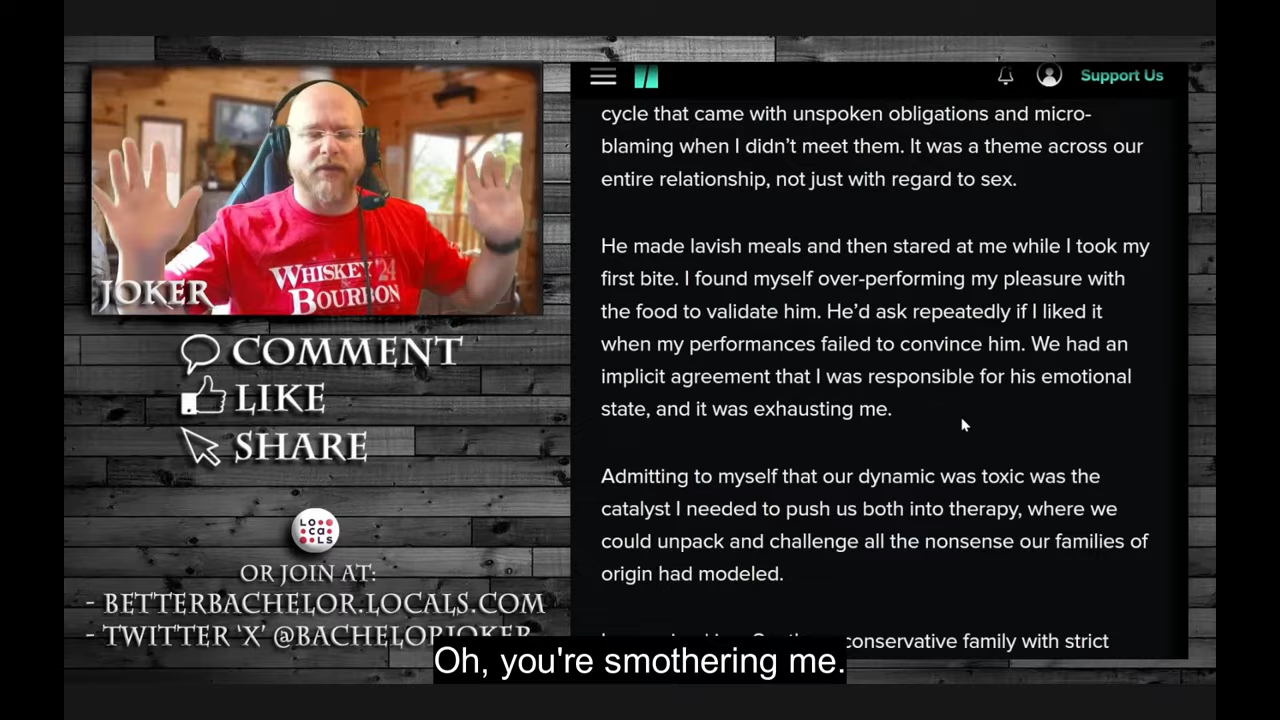 Support Us
cycle that came with unspoken obligations and micro-
blaming when I didn't meet them. It was a theme across our
entire relationship, not just with regard to sex.
He made lavish meals and then stared at me while I took my
first bite. I found myself over-performing my pleasure with
the food to validate him. He'd ask repeatedly if I liked it
when my performances failed to convince him. We had an
implicit agreement that I was responsible for his emotional
state, and it was exhausting me.
Admitting to myself that our dynamic was toxic was the
catalyst I needed to push us both into therapy, where we
could unpack and challenge all the nonsense our families of
origin had modeled.
conservative family with strict
WHISKEY '24
BOURBON
JOKER
COMMENT
LIKE
SHARE
LOCALS
OR JOIN AT:
- BETTERBACHELOR.LOCALS.COM
- TWITTER 'X' @BACHELORJOKER
Oh, you're smothering me.